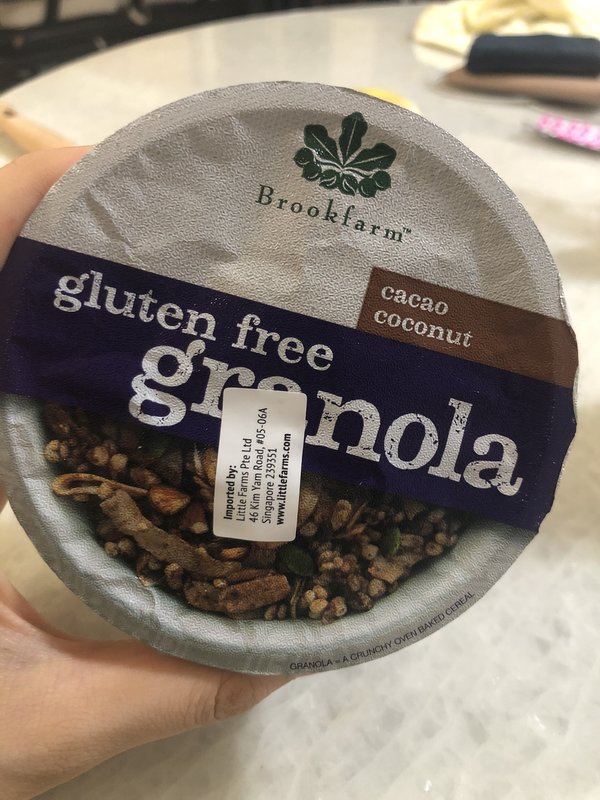 Brookfarm™
cacao
coconut
gluten free
granola
Imported by:
Little Farms Pte Ltd
46 Kim Yam Road, #05-06A
Singapore 239351
www.littlefarms.com
GRANOLA = A CRUNCHY OVEN BAKED CEREAL